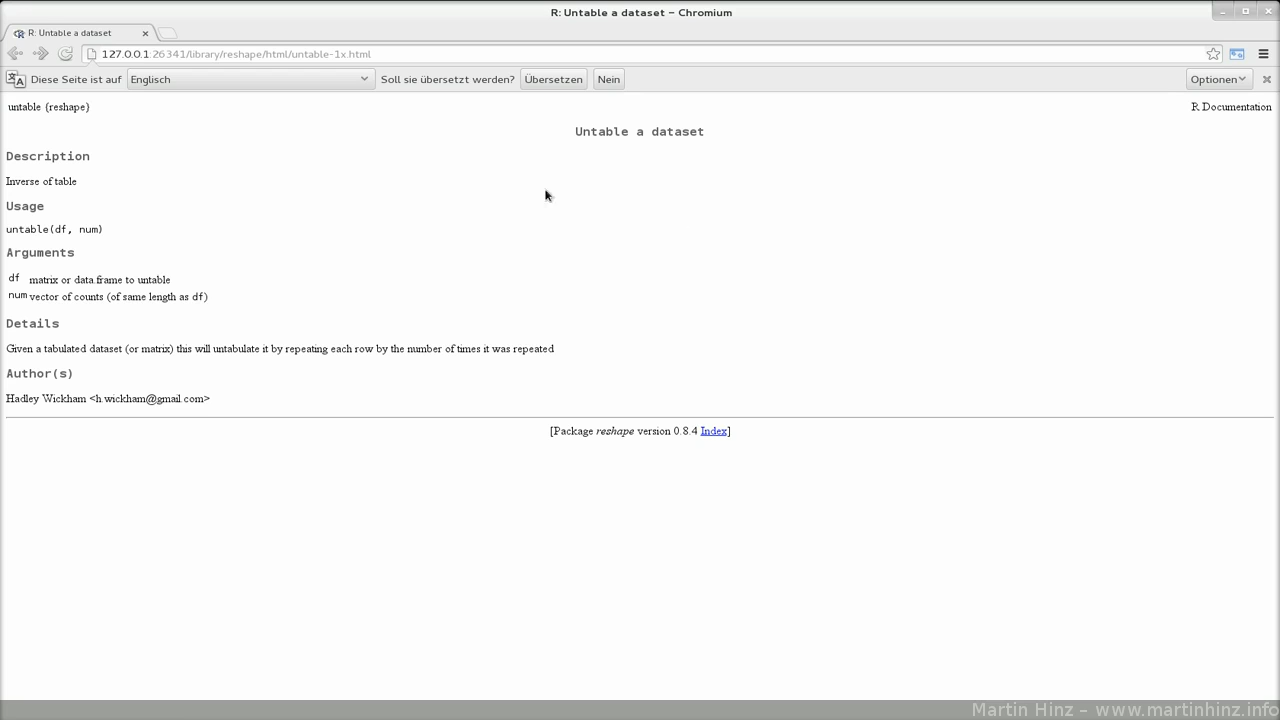 R: Untable a dataset – Chromium
R: Untable a dataset
127.0.0.1:26341/library/reshape/html/untable-1x.html
Diese Seite ist auf Englisch Soll sie übersetzt werden? Übersetzen Nein Optionen
untable {reshape} R Documentation
Untable a dataset
Description
Inverse of table
Usage
untable(df, num)
Arguments
df matrix or data.frame to untable
num vector of counts (of same length as df)
Details
Given a tabulated dataset (or matrix) this will untabulate it by repeating each row by the number of times it was repeated
Author(s)
Hadley Wickham <h.wickham@gmail.com>
[Package reshape version 0.8.4 Index]
Martin Hinz – www.martinhinz.info